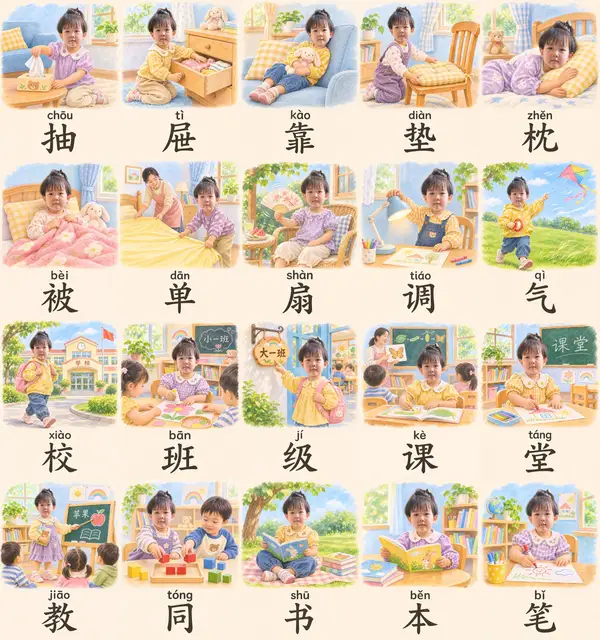 chōu tì kào diàn zhěn
抽 屉 靠 垫 枕
小一班
大一班
课堂
bèi dān shàn tiáo qì
被 单 扇 调 气
xiào bān jí kè táng
校 班 级 课 堂
苹果
jiāo tóng shū běn bǐ
教 同 书 本 笔